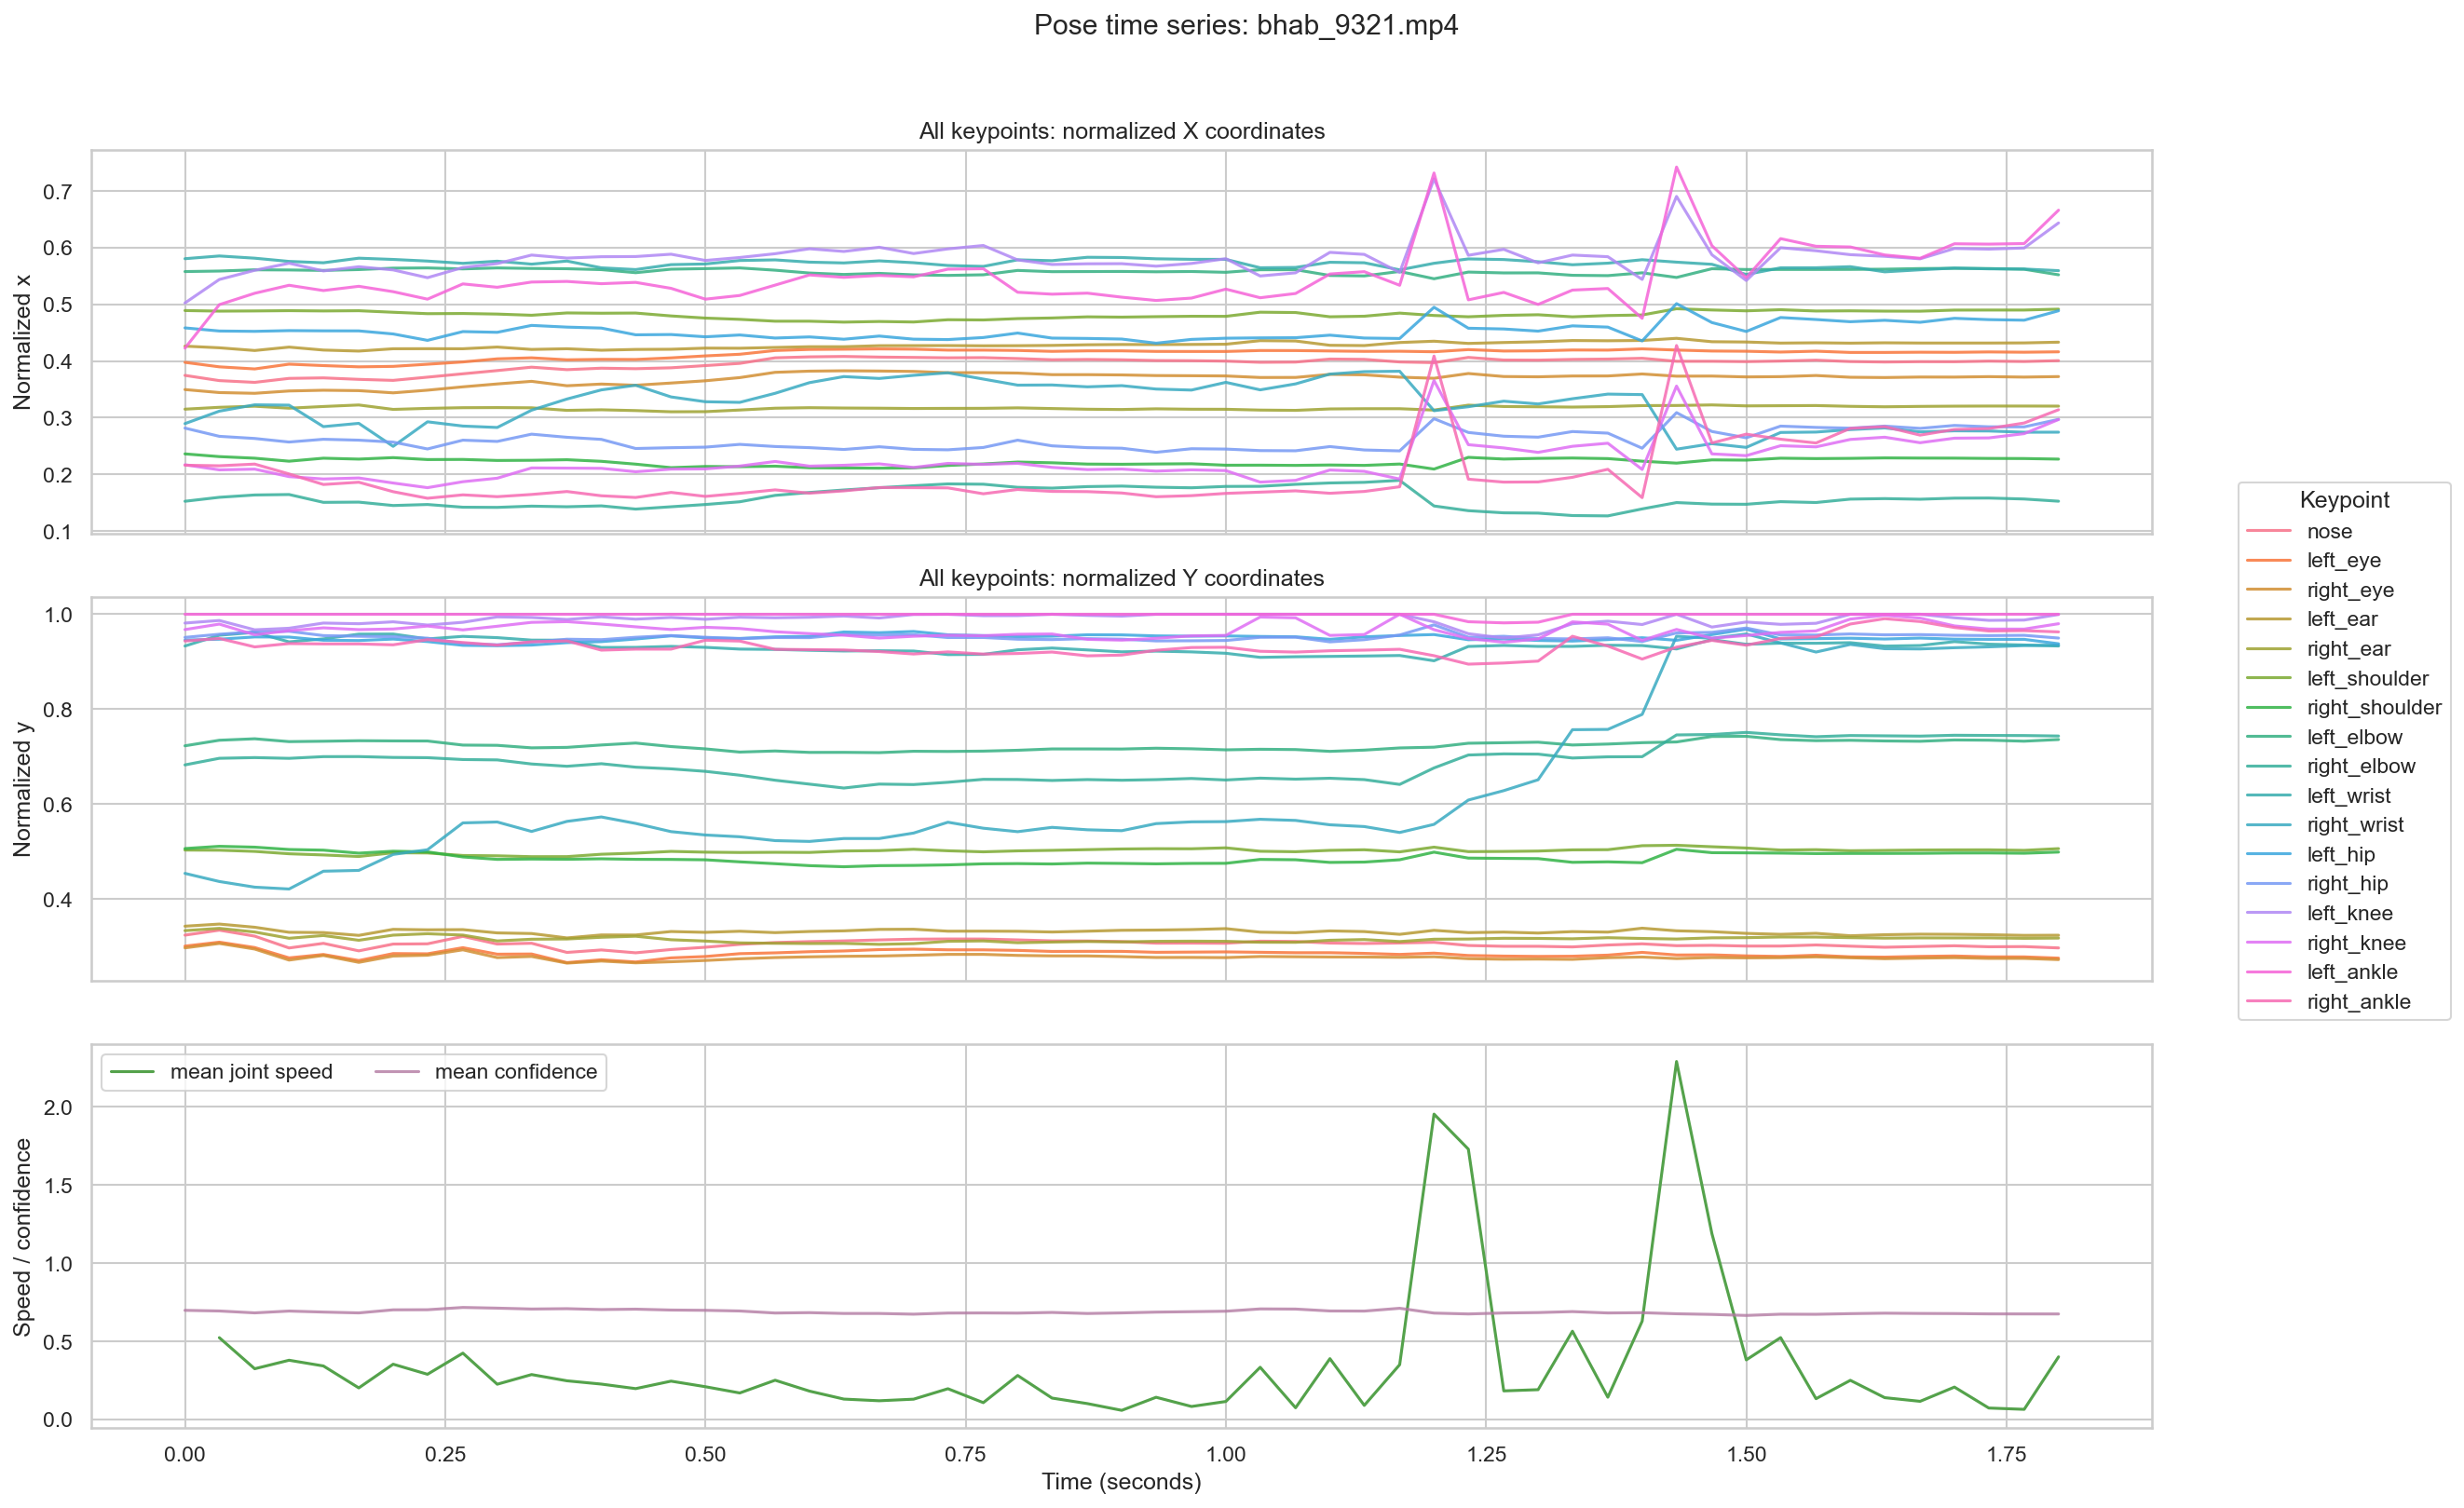 Pose time series: bhab_9321.mp4
All keypoints: normalized X coordinates
Normalized x
0.7
0.6
0.5
0.4
0.3
0.2
0.1
All keypoints: normalized Y coordinates
Normalized y
1.0
0.8
0.6
0.4
Keypoint
nose
left_eye
right_eye
left_ear
right_ear
left_shoulder
right_shoulder
left_elbow
right_elbow
left_wrist
right_wrist
left_hip
right_hip
left_knee
right_knee
left_ankle
right_ankle
mean joint speed mean confidence
Speed / confidence
2.0
1.5
1.0
0.5
0.0
0.00 0.25 0.50 0.75 1.00 1.25 1.50 1.75
Time (seconds)